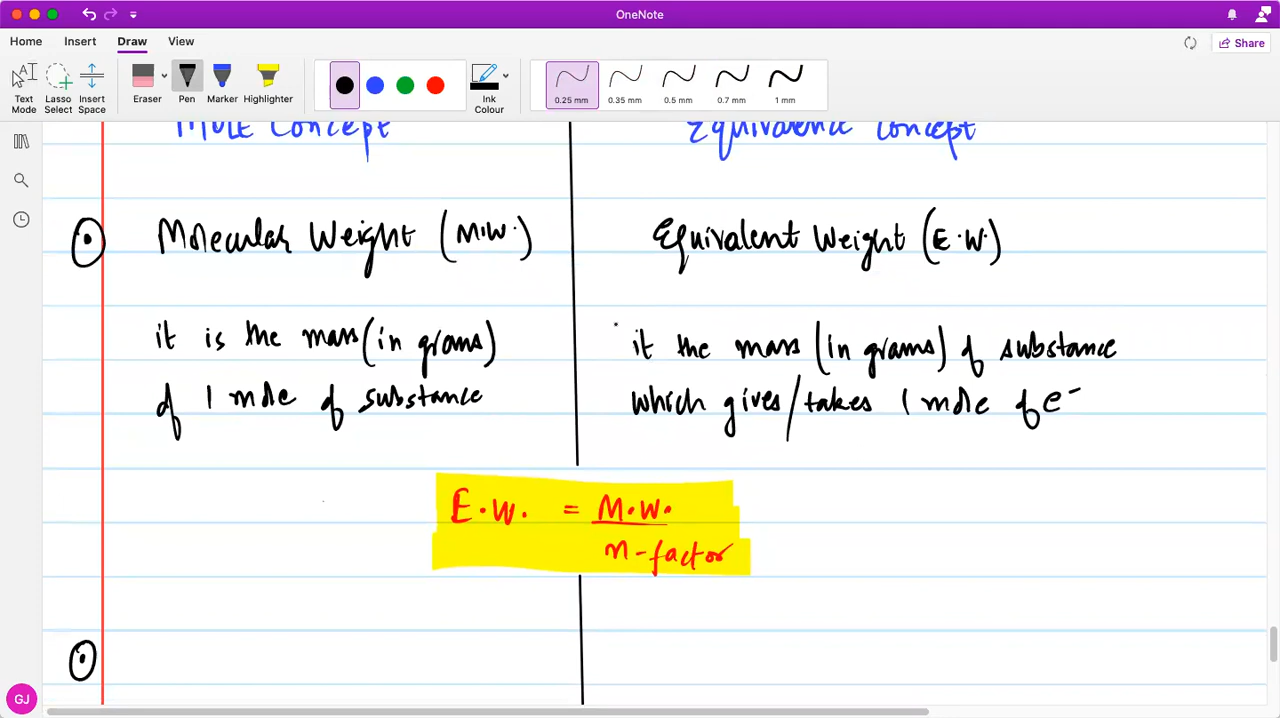 OneNote
Home Insert Draw View
Share
Text Mode
Lasso Select
Insert Space
Eraser
Pen
Marker
Highlighter
Ink Colour
0.25 mm
0.35 mm
0.5 mm
0.7 mm
1 mm
Mole Concept
Equivalence Concept
Molecular Weight (M.W.)
it is the mass (in grams)
of 1 mole of substance
Equivalent Weight (E.W.)
it the mass (in grams) of substance
which gives/takes 1 mole of e⁻
E.W. = M.W.
n-factor
GJ